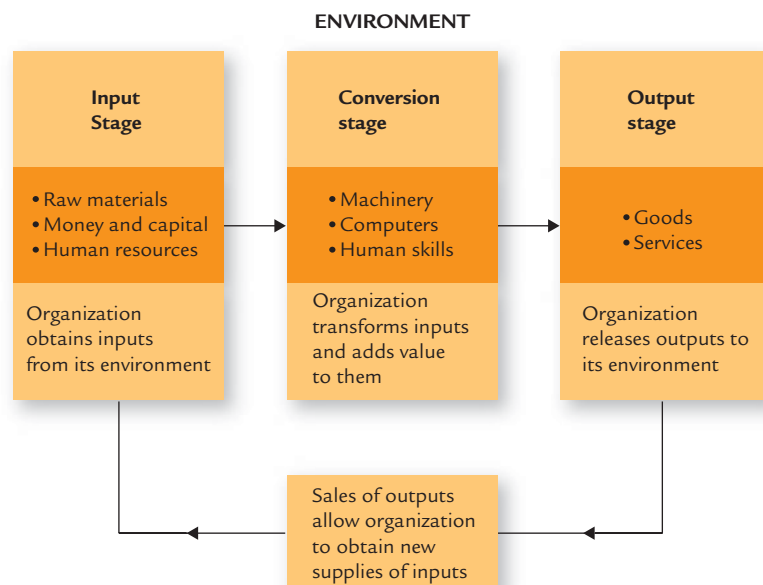 ENVIRONMENT
Input
Stage
• Raw materials
• Money and capital
• Human resources
Organization
obtains inputs
from its environment
Conversion
stage
• Machinery
• Computers
• Human skills
Organization
transforms inputs
and adds value
to them
Output
stage
• Goods
• Services
Organization
releases outputs to
its environment
Sales of outputs
allow organization
to obtain new
supplies of inputs